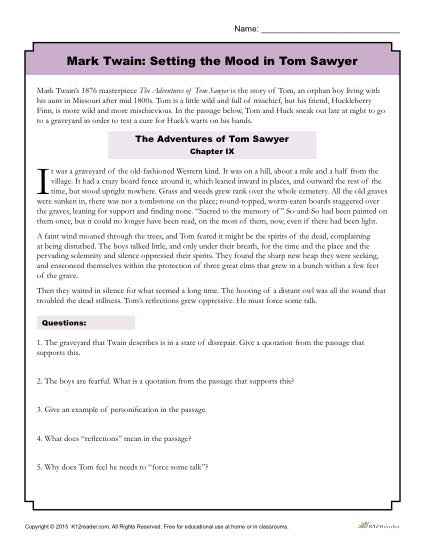 Name:
Mark Twain: Setting the Mood in Tom Sawyer
Mark Twain's 1876 masterpiece The Adventures of Tom Sawyer is the story of Tom, an orphan boy living with
his aunt in Missouri after mid 1800s. Tom is a little wild and full of mischief, but his friend, Huckleberry
Finn, is more wild and more mischievous. In the passage below, Tom and Huck sneak out late at night to go
to a graveyard in order to rest a cure for Huck's warts on his hands.
The Adventures of Tom Sawyer
Chapter IX
It was a graveyard of the old-fashioned Western kind. It was on a hill, about a mile and a half from the
village. It had a crazy board fence around it, which leaned inward in places, and outward the rest of the
time, but stood upright nowhere. Grass and weeds grew rank over the whole cemetery. All the old graves
were sunken in, there was not a tombstone on the place; round-topped, worm-eaten boards staggered over
the graves, leaning for support and finding none. "Sacred to the memory of" So-and-So had been painted on
them once, but it could no longer have been read, on the most of them, now, even if there had been light.
A faint wind moaned through the trees, and Tom feared it might be the spirits of the dead, complaining
at being disturbed. The boys talked little, and only under their breath, for the time and the place and the
pervading solemnity and silence oppressed their spirits. They found the sharp new heap they were seeking,
and ensconced themselves within the protection of three great elms that grew in a bunch within a few feet
of the grave.
Then they waited in silence for what seemed a long time. The hooting of a distant owl was all the sound that
troubled the dead stillness. Tom's reflections grew oppressive. He must force some talk.
Questions:
1. The graveyard that Twain describes is in a state of disrepair. Give a quotation from the passage that
supports this.
2. The boys are fearful. What is a quotation from the passage that supports this?
3. Give an example of personification in the passage.
4. What does "reflections" mean in the passage?
5. Why does Tom feel he needs to "force some talk"?
Copyright © 2015 K12reader.com. All Rights Reserved. Free for educational use at home or in classrooms.
K12Reader